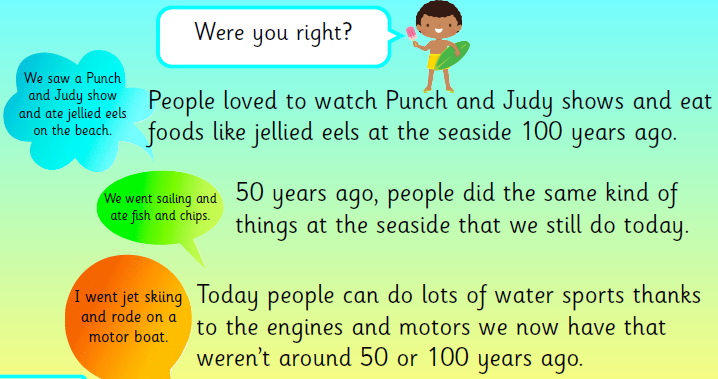 Were you right?
We saw a Punch
and Judy show
and ate jellied eels
on the beach.
People loved to watch Punch and Judy shows and eat
foods like jellied eels at the seaside 100 years ago.
We went sailing and
ate fish and chips.
50 years ago, people did the same kind of
things at the seaside that we still do today.
I went jet skiing
and rode on a
motor boat.
Today people can do lots of water sports thanks
to the engines and motors we now have that
weren't around 50 or 100 years ago.